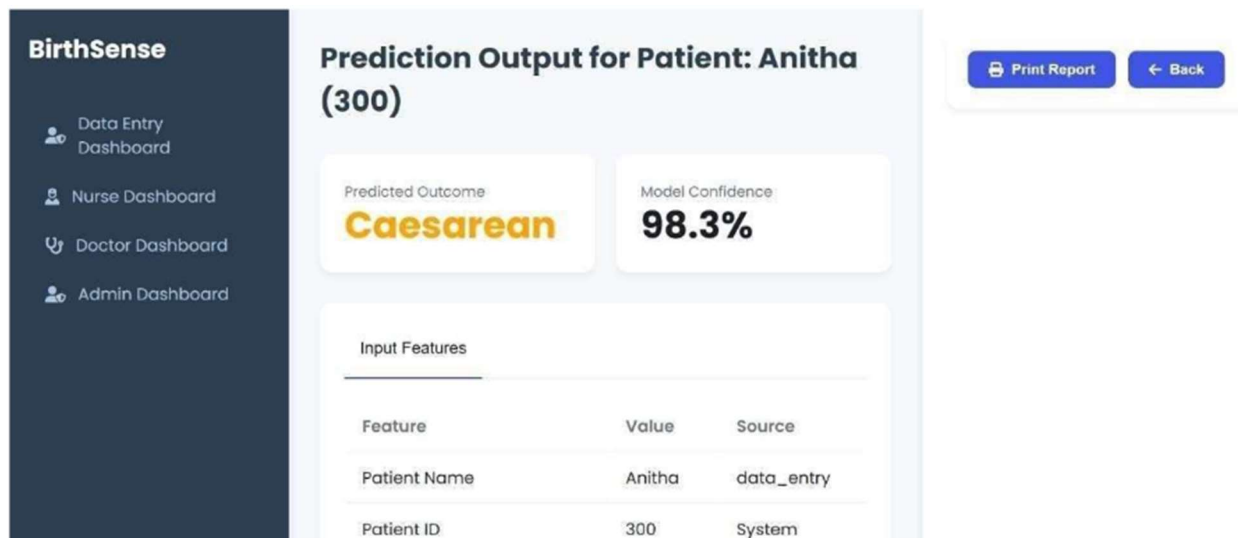 BirthSense
Data Entry
Dashboard
Nurse Dashboard
Doctor Dashboard
Admin Dashboard
Prediction Output for Patient: Anitha
(300)
Print Report
← Back
Predicted Outcome
Caesarean
Model Confidence
98.3%
Input Features
Feature Value Source
Patient Name Anitha data_entry
Patient ID 300 System